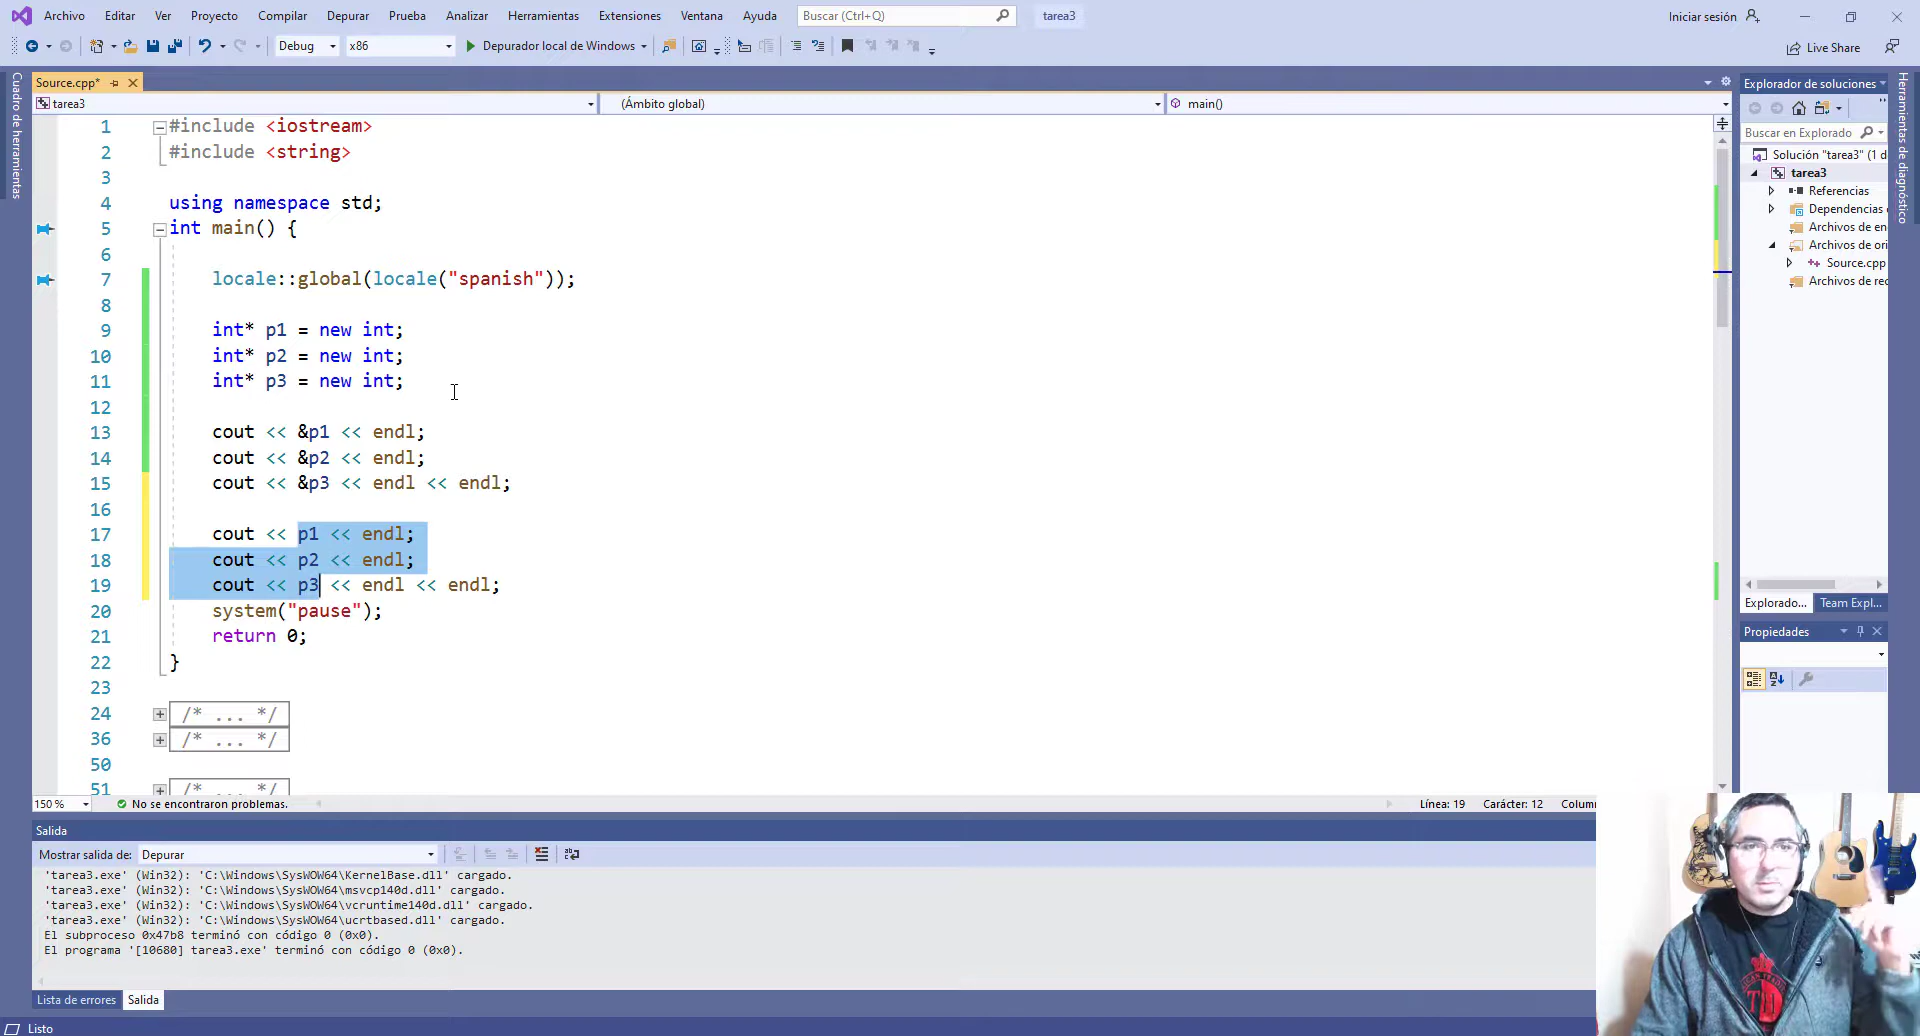 Archivo Editar Ver Proyecto Compilar Depurar Prueba Analizar Herramientas Extensiones Ventana Ayuda Buscar (Ctrl+Q) tarea3 Iniciar sesión
Debug x86 Depurador local de Windows Live Share
Cuadro de herramientas
Source.cpp*
tarea3 (Ámbito global) main()
1 #include <iostream>
2 #include <string>
3
4 using namespace std;
5 int main() {
6
7 locale::global(locale("spanish"));
8
9 int* p1 = new int;
10 int* p2 = new int;
11 int* p3 = new int;
12
13 cout << &p1 << endl;
14 cout << &p2 << endl;
15 cout << &p3 << endl << endl;
16
17 cout << p1 << endl;
18 cout << p2 << endl;
19 cout << p3 << endl << endl;
20 system("pause");
21 return 0;
22 }
23
24 /* ... */
36 /* ... */
50
51 /* ... */
150 % No se encontraron problemas. Línea: 19 Carácter: 12 Colum
Salida
Mostrar salida de: Depurar
'tarea3.exe' (Win32): 'C:\Windows\SysWOW64\KernelBase.dll' cargado.
'tarea3.exe' (Win32): 'C:\Windows\SysWOW64\msvcp140d.dll' cargado.
'tarea3.exe' (Win32): 'C:\Windows\SysWOW64\vcruntime140d.dll' cargado.
'tarea3.exe' (Win32): 'C:\Windows\SysWOW64\ucrtbased.dll' cargado.
El subproceso 0x47b8 terminó con código 0 (0x0).
El programa '[10680] tarea3.exe' terminó con código 0 (0x0).
Lista de errores Salida
Listo
Explorador de soluciones
Buscar en Explorado
Solución "tarea3" (1 d
tarea3
Referencias
Dependencias e
Archivos de en
Archivos de ori
Source.cpp
Archivos de rec
Explorado... Team Expl...
Propiedades
Herramientas de diagnóstico